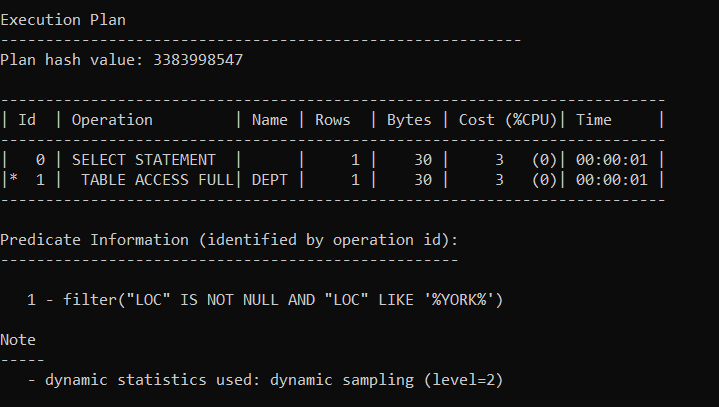 Execution Plan
----------------------------------------------------------
Plan hash value: 3383998547

--------------------------------------------------------------------------
| Id  | Operation         | Name | Rows  | Bytes | Cost (%CPU)| Time     |
--------------------------------------------------------------------------
|   0 | SELECT STATEMENT  |      |     1 |    30 |     3   (0)| 00:00:01 |
|*  1 |  TABLE ACCESS FULL| DEPT |     1 |    30 |     3   (0)| 00:00:01 |
--------------------------------------------------------------------------

Predicate Information (identified by operation id):
---------------------------------------------------

   1 - filter("LOC" IS NOT NULL AND "LOC" LIKE '%YORK%')

Note
-----
   - dynamic statistics used: dynamic sampling (level=2)